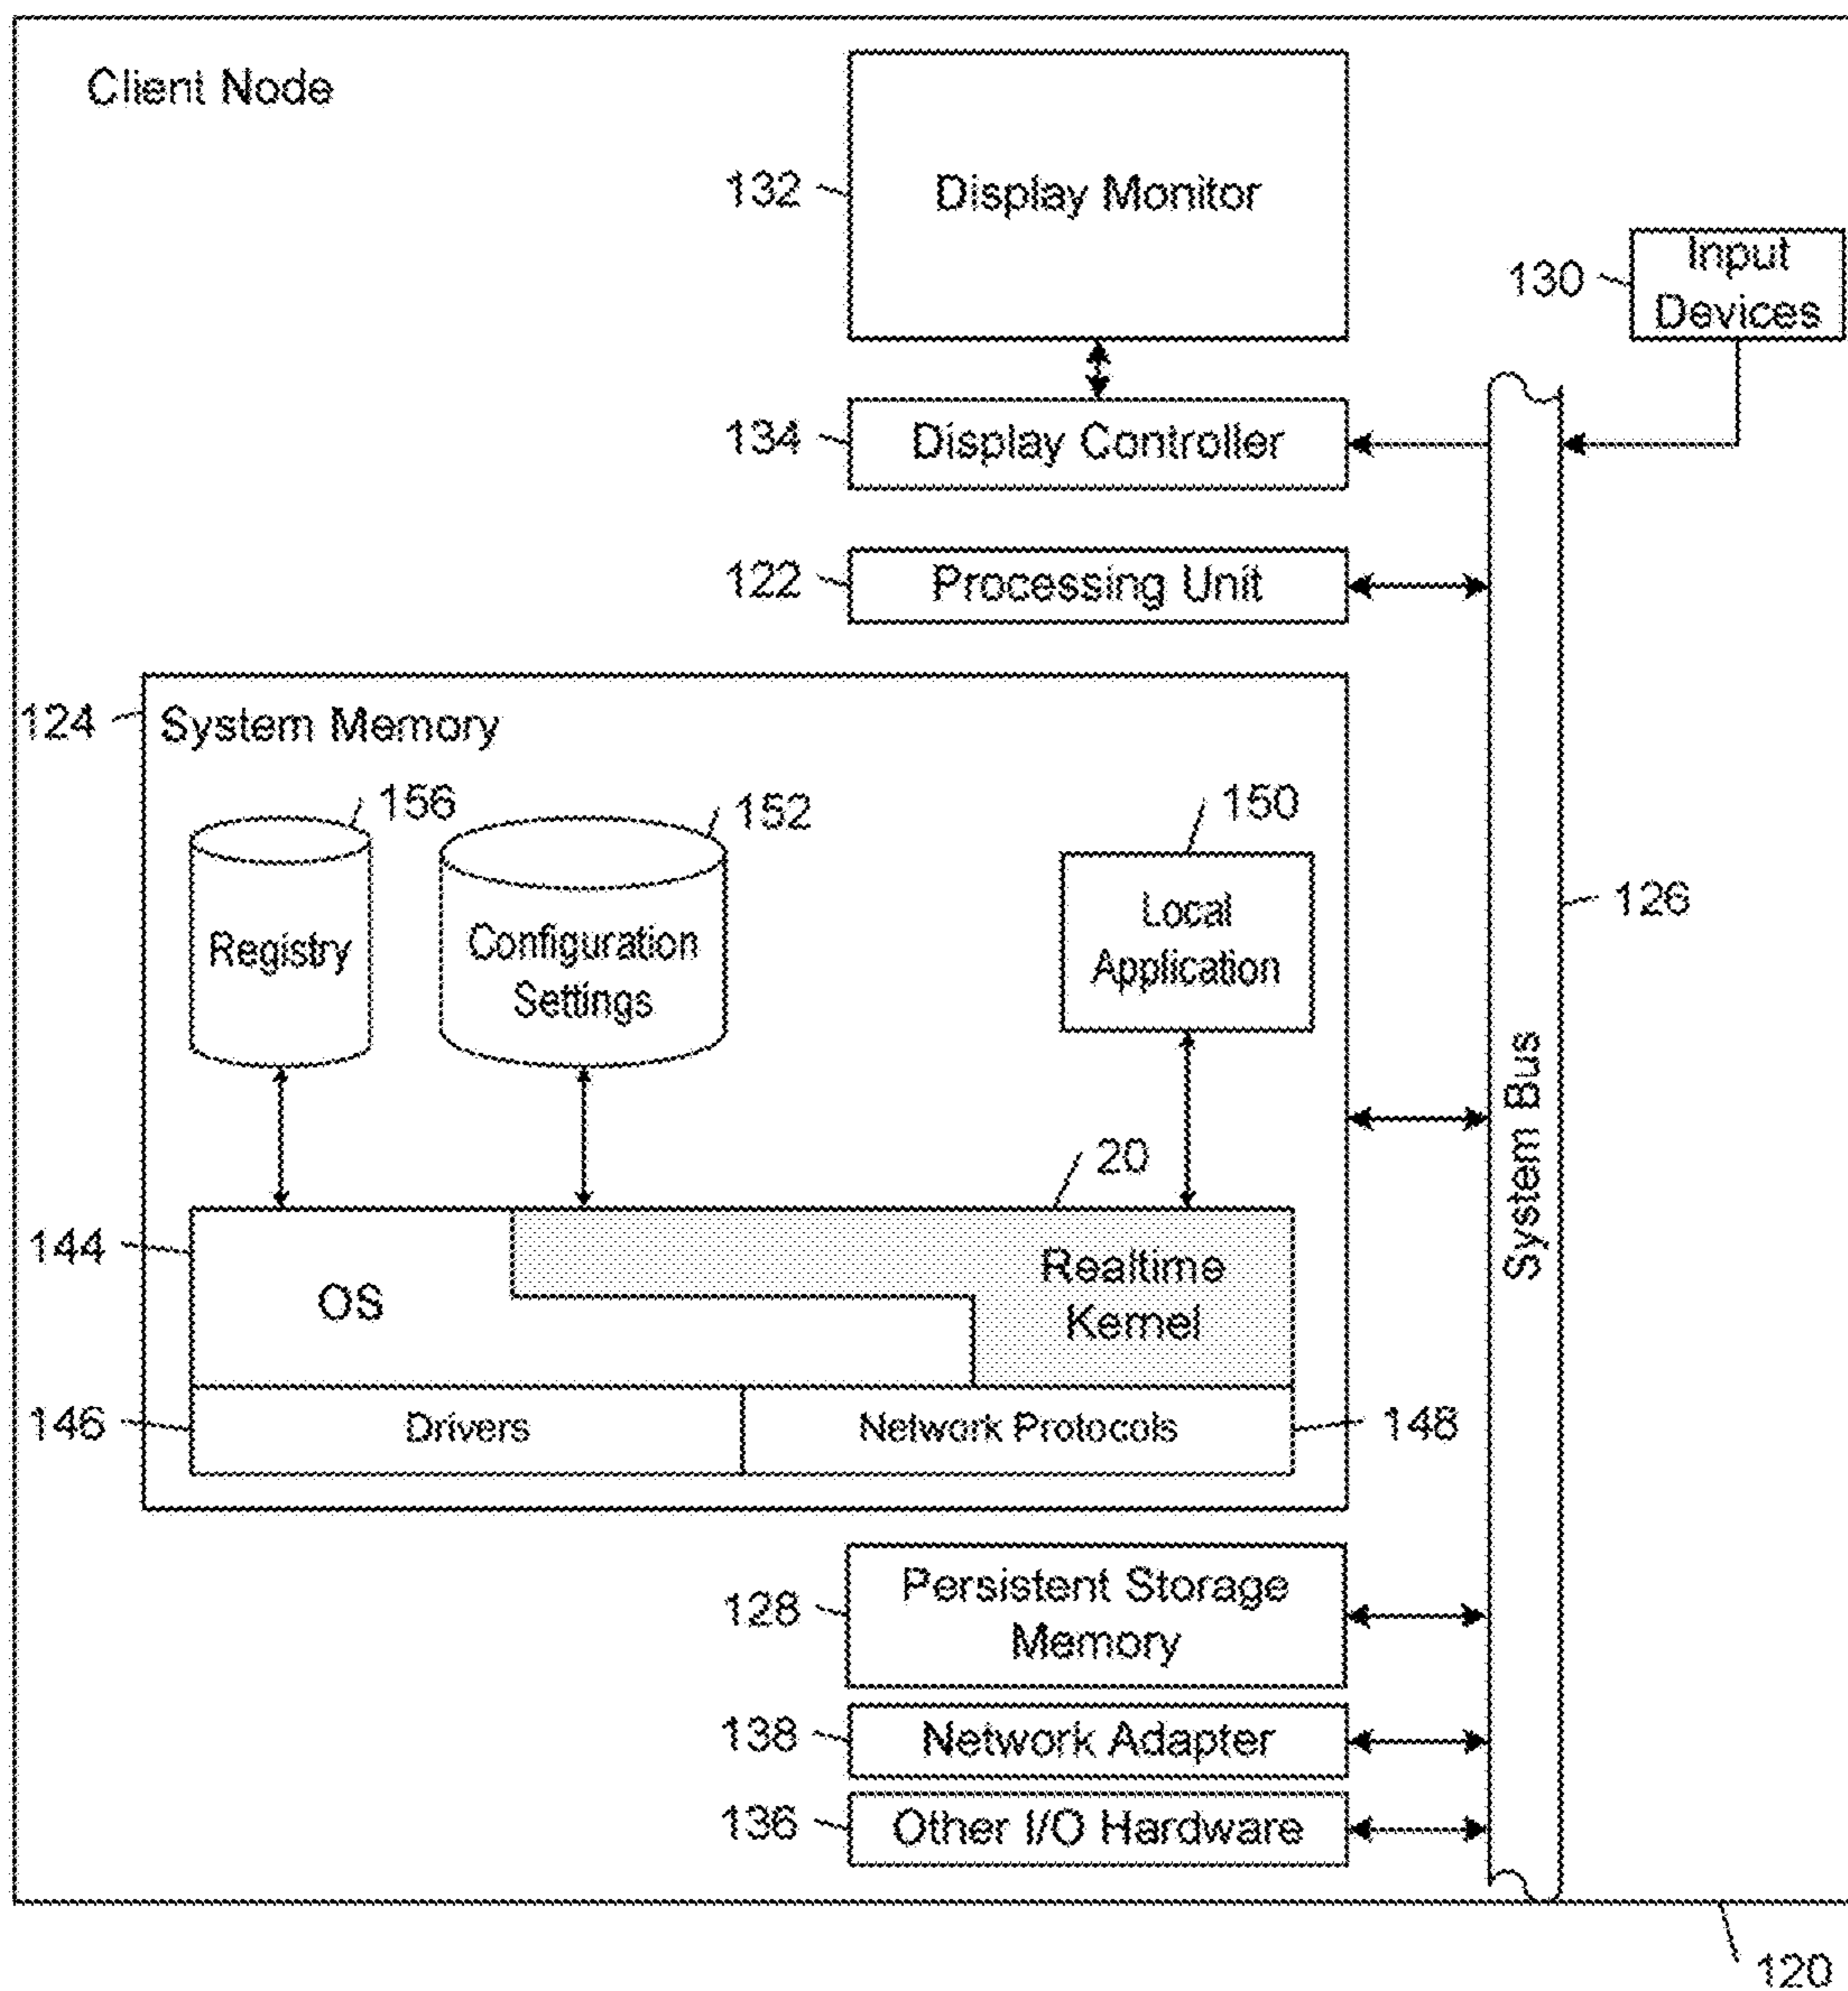 Client Node
132
Display Monitor
130
Input
Devices
134
Display Controller
122
Processing Unit
124
System Memory
156
152
150
Registry
Configuration
Settings
Local
Application
126
System Bus
20
144
OS
Realtime
Kernel
146
Drivers
Network Protocols
148
128
Persistent Storage
Memory
138
Network Adapter
136
Other I/O Hardware
120